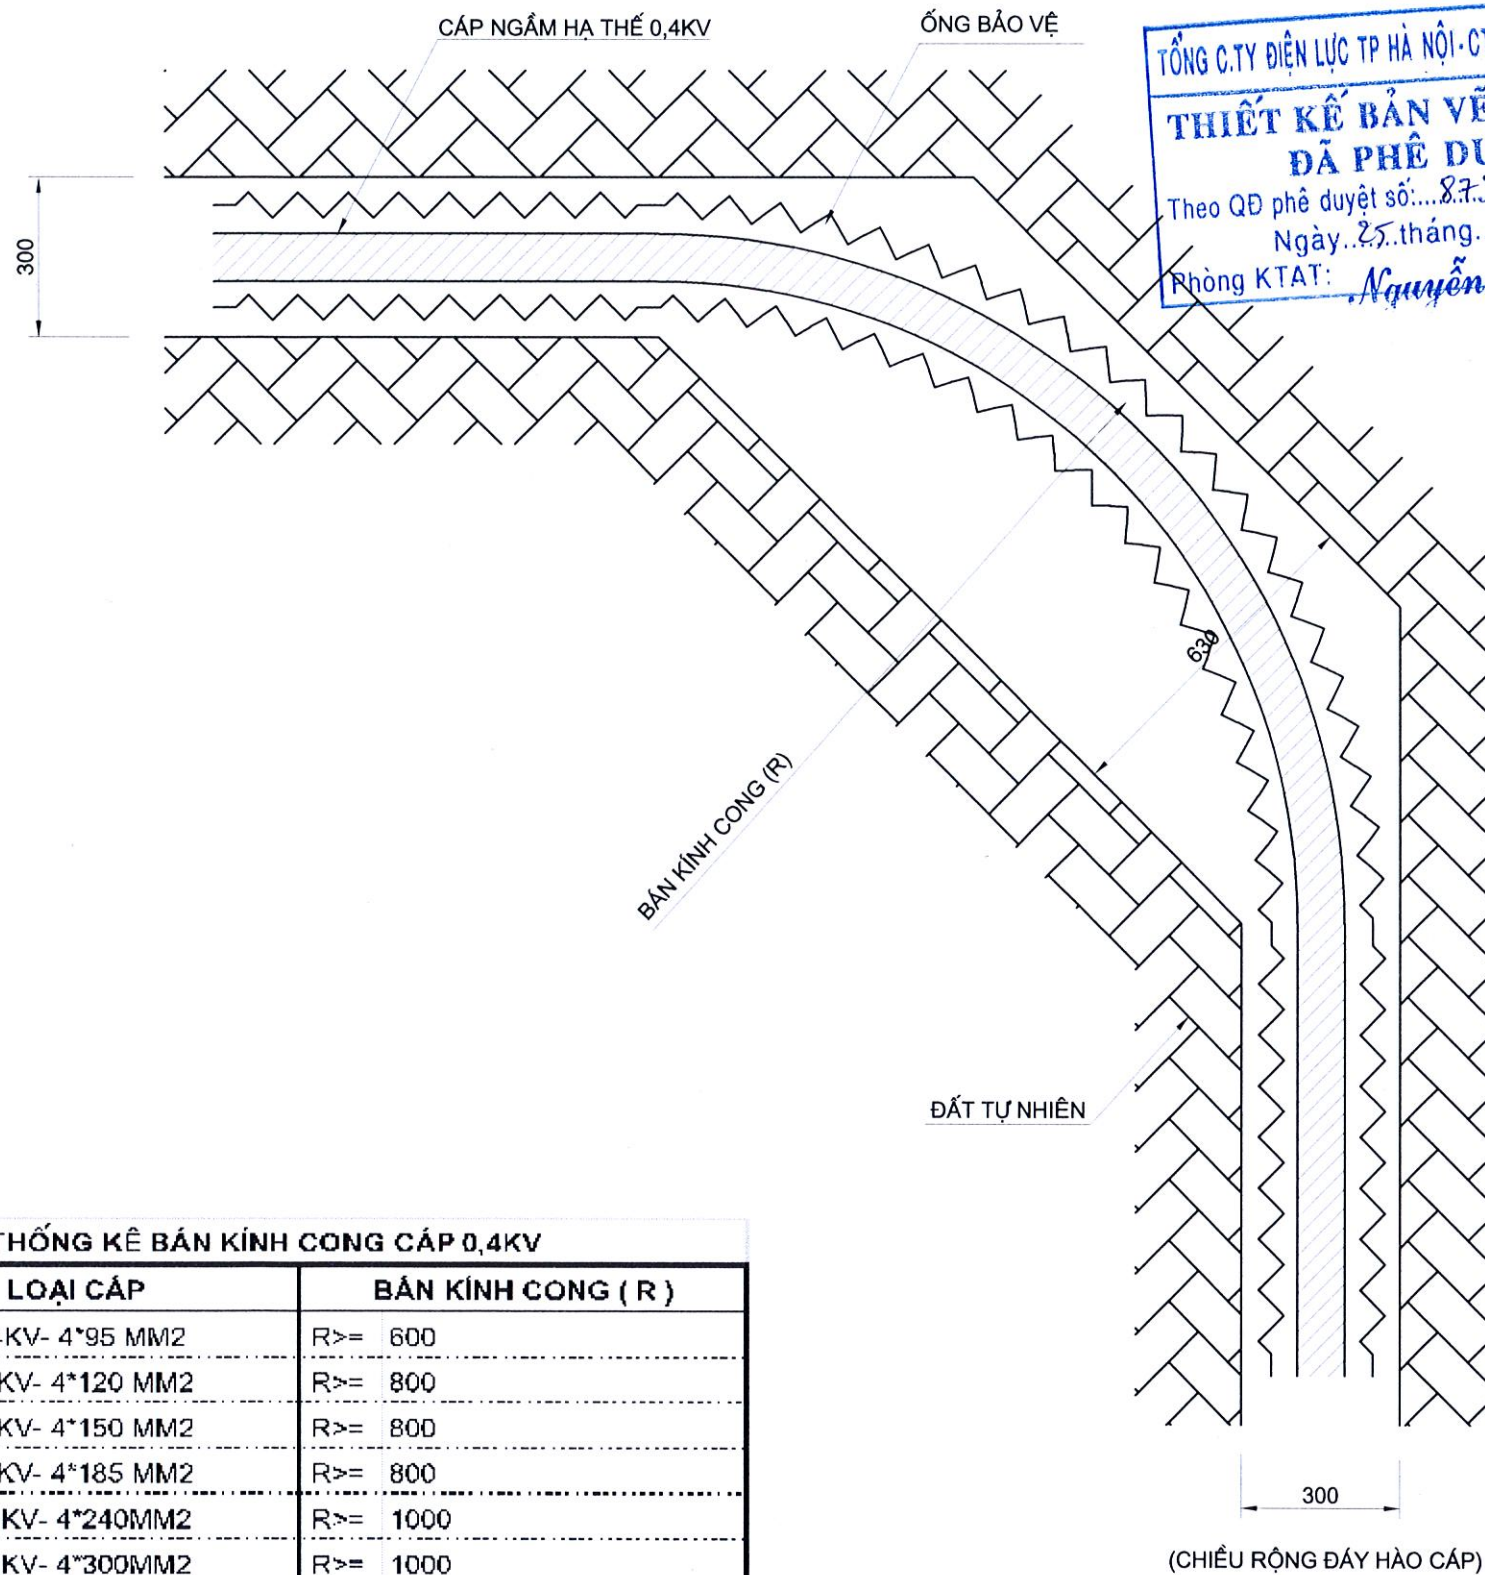 CÁP NGẦM HẠ THẾ 0,4KV
ỐNG BẢO VỆ
TỔNG C.TY ĐIỆN LỰC TP HÀ NỘI-CT
THIẾT KẾ BẢN VẼ
ĐÃ PHÊ DU
Theo QĐ phê duyệt số:....873
Ngày..25..tháng.
Phòng KTAT: Nguyễn
300
630
BÁN KÍNH CONG (R)
ĐẤT TỰ NHIÊN
THỐNG KÊ BÁN KÍNH CONG CÁP 0,4KV
LOẠI CÁP BÁN KÍNH CONG ( R )
KV- 4*95 MM2 R>= 600
KV- 4*120 MM2 R>= 800
KV- 4*150 MM2 R>= 800
KV- 4*185 MM2 R>= 800
KV- 4*240MM2 R>= 1000
KV- 4*300MM2 R>= 1000
300
(CHIỀU RỘNG ĐÁY HÀO CÁP)